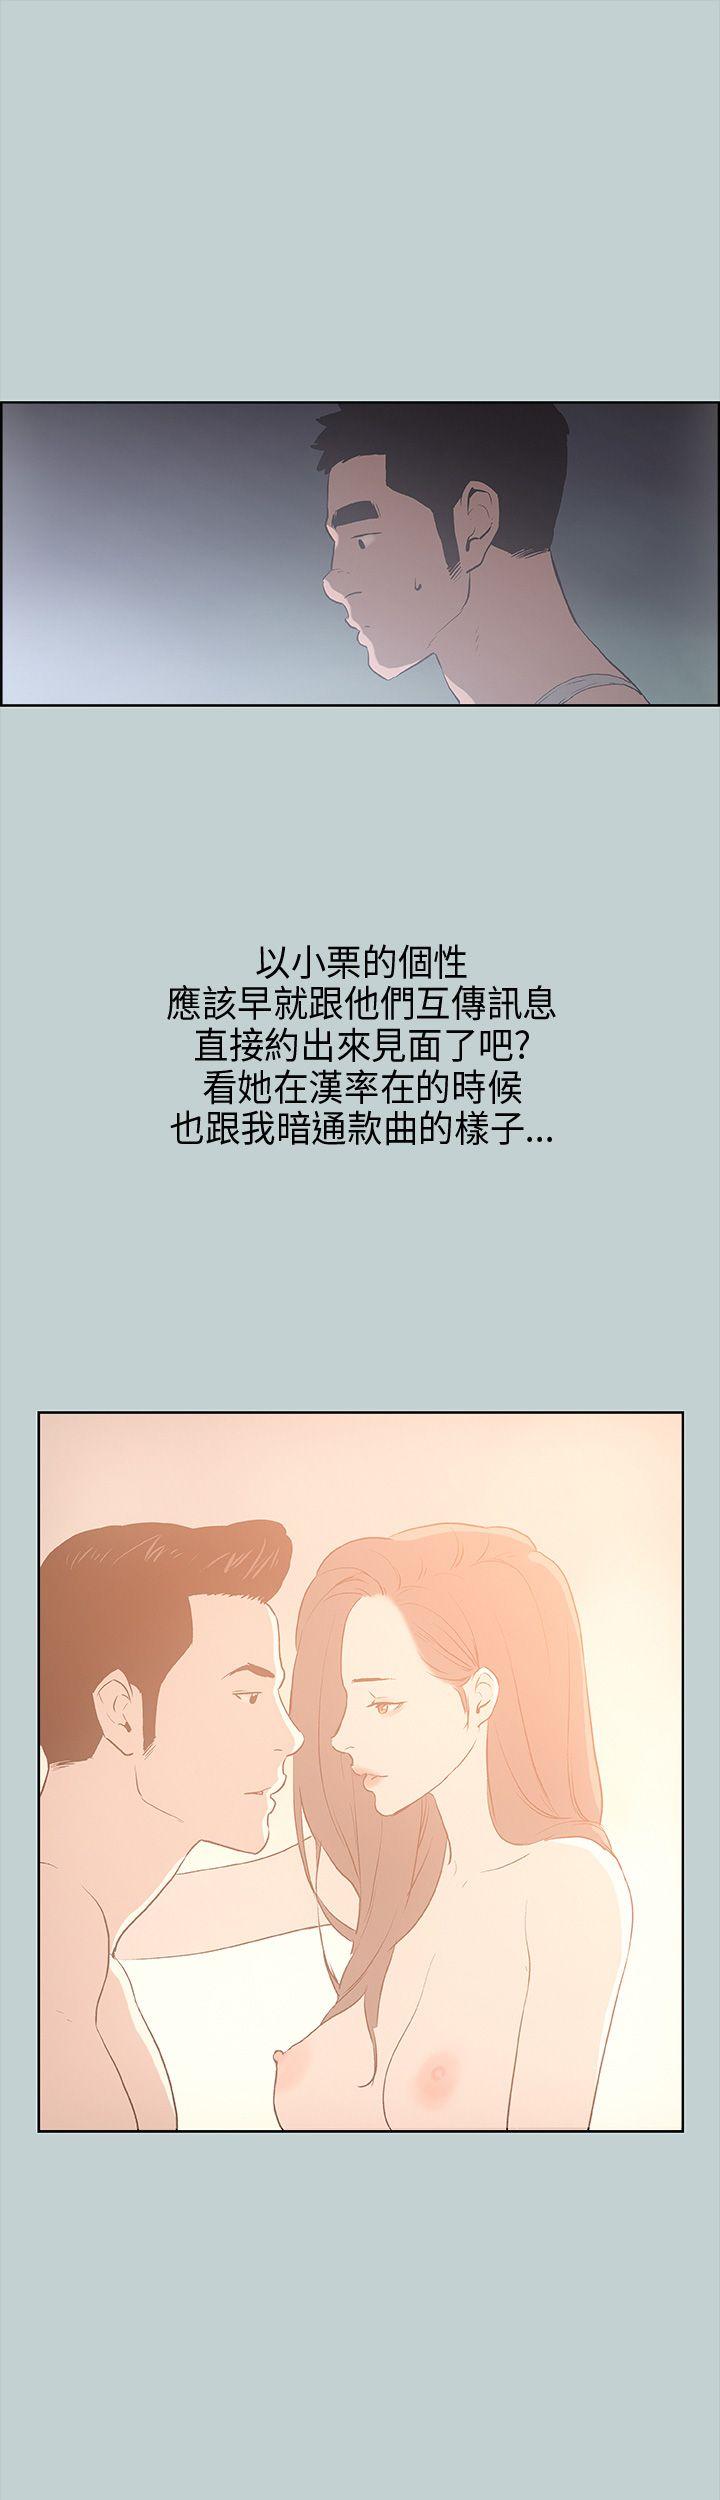 以小栗的個性
應該早就跟他們互傳訊息
直接約出來見面了吧?
看她在漢率在的時候
也跟我暗通款曲的樣子...